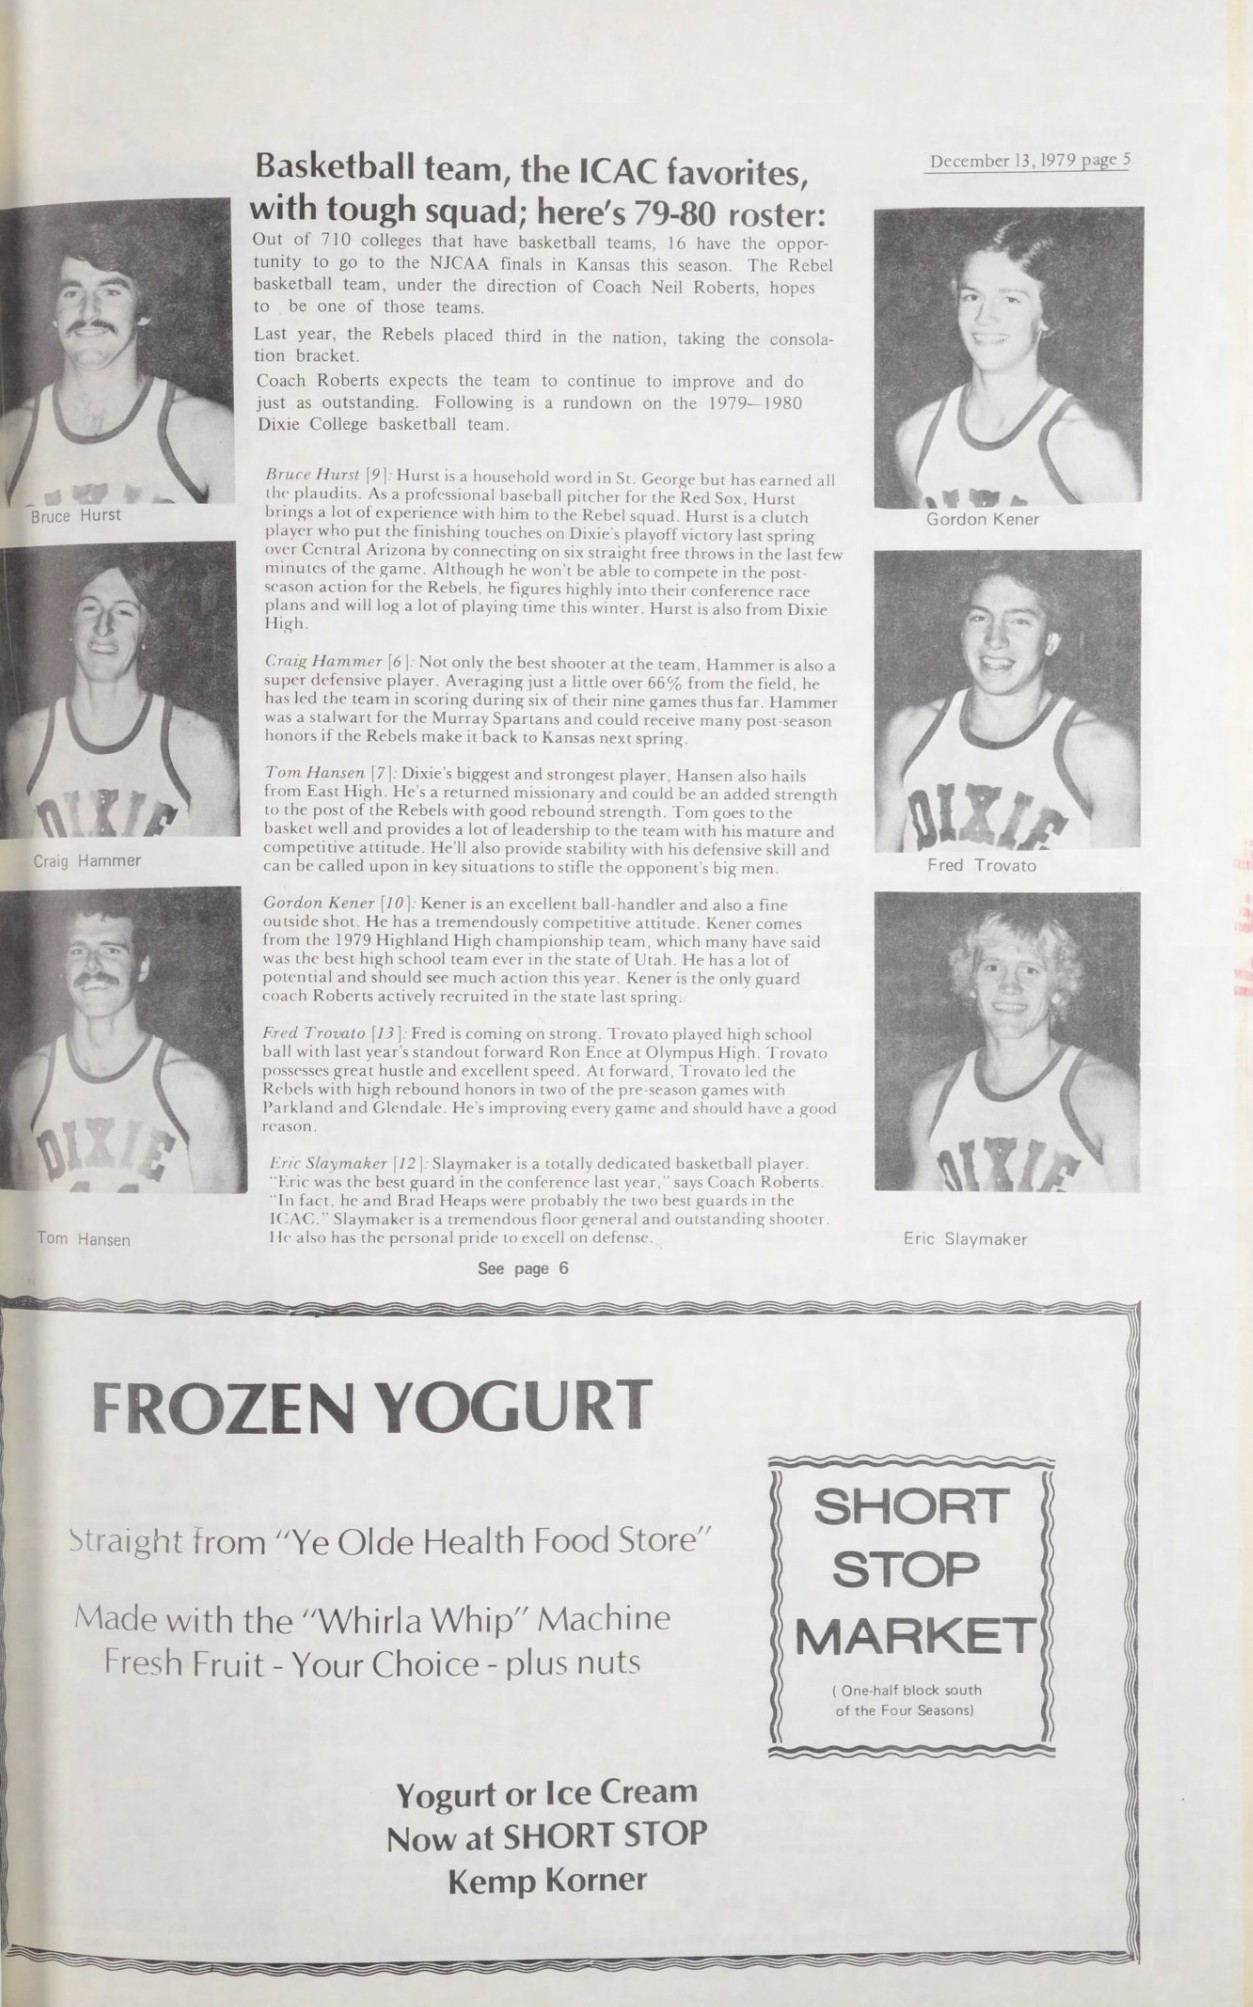 December 13, 1979 page 5
Basketball team, the ICAC favorites,
with tough squad; here's 79-80 roster:
Out of 710 colleges that have basketball teams, 16 have the oppor-
tunity to go to the NJCAA finals in Kansas this season. The Rebel
basketball team, under the direction of Coach Neil Roberts, hopes
to be one of those teams.
Last year, the Rebels placed third in the nation, taking the consola-
tion bracket.
Coach Roberts expects the team to continue to improve and do
just as outstanding. Following is a rundown on the 1979–1980
Dixie College basketball team.
Bruce Hurst [9]: Hurst is a household word in St. George but has earned all
the plaudits. As a professional baseball pitcher for the Red Sox, Hurst
brings a lot of experience with him to the Rebel squad. Hurst is a clutch
player who put the finishing touches on Dixie's playoff victory last spring
over Central Arizona by connecting on six straight free throws in the last few
minutes of the game. Although he won't be able to compete in the post-
season action for the Rebels, he figures highly into their conference race
plans and will log a lot of playing time this winter. Hurst is also from Dixie
High.
Craig Hammer [6]: Not only the best shooter at the team, Hammer is also a
super defensive player. Averaging just a little over 66% from the field, he
has led the team in scoring during six of their nine games thus far. Hammer
was a stalwart for the Murray Spartans and could receive many post-season
honors if the Rebels make it back to Kansas next spring.
Tom Hansen [7]: Dixie's biggest and strongest player, Hansen also hails
from East High. He's a returned missionary and could be an added strength
to the post of the Rebels with good rebound strength. Tom goes to the
basket well and provides a lot of leadership to the team with his mature and
competitive attitude. He'll also provide stability with his defensive skill and
can be called upon in key situations to stifle the opponent's big men.
Gordon Kener [10]: Kener is an excellent ball-handler and also a fine
outside shot. He has a tremendously competitive attitude. Kener comes
from the 1979 Highland High championship team, which many have said
was the best high school team ever in the state of Utah. He has a lot of
potential and should see much action this year. Kener is the only guard
coach Roberts actively recruited in the state last spring.
Fred Trovato [13]: Fred is coming on strong. Trovato played high school
ball with last year's standout forward Ron Ence at Olympus High. Trovato
possesses great hustle and excellent speed. At forward, Trovato led the
Rebels with high rebound honors in two of the pre-season games with
Parkland and Glendale. He's improving every game and should have a good
reason.
Eric Slaymaker [12]: Slaymaker is a totally dedicated basketball player.
"Eric was the best guard in the conference last year," says Coach Roberts.
"In fact, he and Brad Heaps were probably the two best guards in the
ICAC." Slaymaker is a tremendous floor general and outstanding shooter.
He also has the personal pride to excell on defense.
See page 6
Bruce Hurst
DIXIE
Craig Hammer
DIXIE
Tom Hansen
Gordon Kener
DIXIE
Fred Trovato
DIXIE
Eric Slaymaker
FROZEN YOGURT
Straight from "Ye Olde Health Food Store"
Made with the "Whirla Whip" Machine
Fresh Fruit - Your Choice - plus nuts
SHORT
STOP
MARKET
( One-half block south
of the Four Seasons)
Yogurt or Ice Cream
Now at SHORT STOP
Kemp Korner